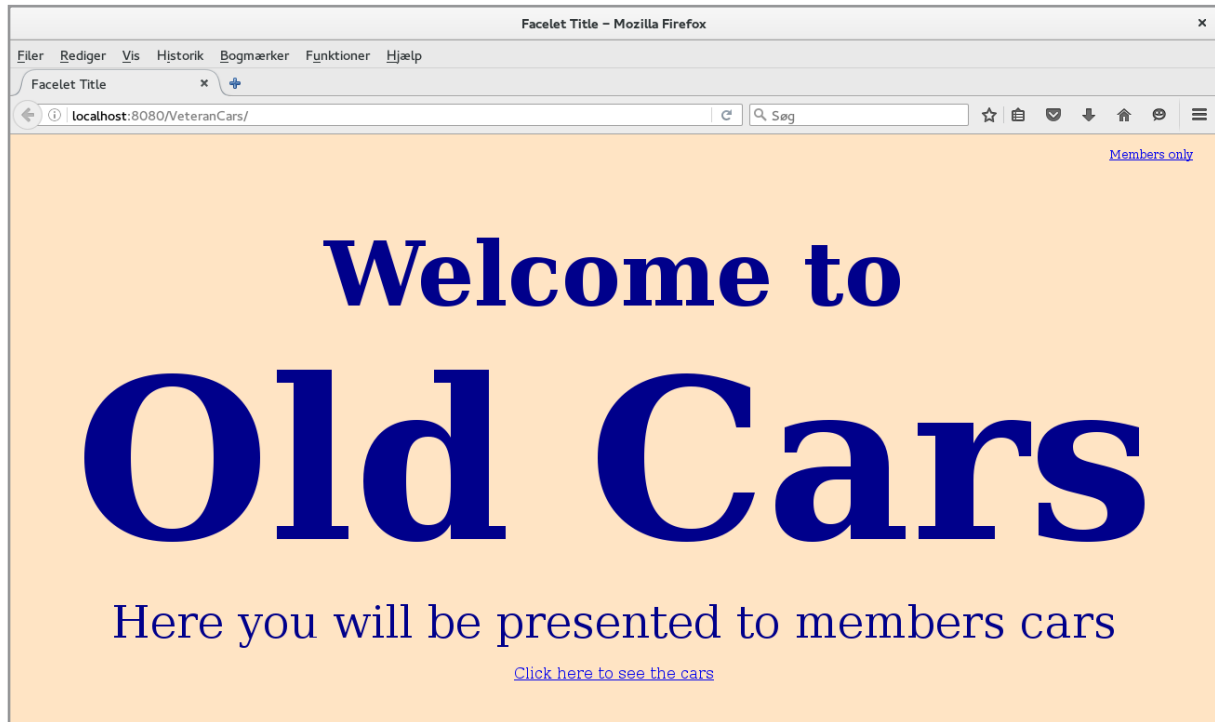 Facelet Title – Mozilla Firefox
Filer Rediger Vis Historik Bogmærker Funktioner Hjælp
Facelet Title
localhost:8080/VeteranCars/
Søg
Members only
Welcome to
Old Cars
Here you will be presented to members cars
Click here to see the cars